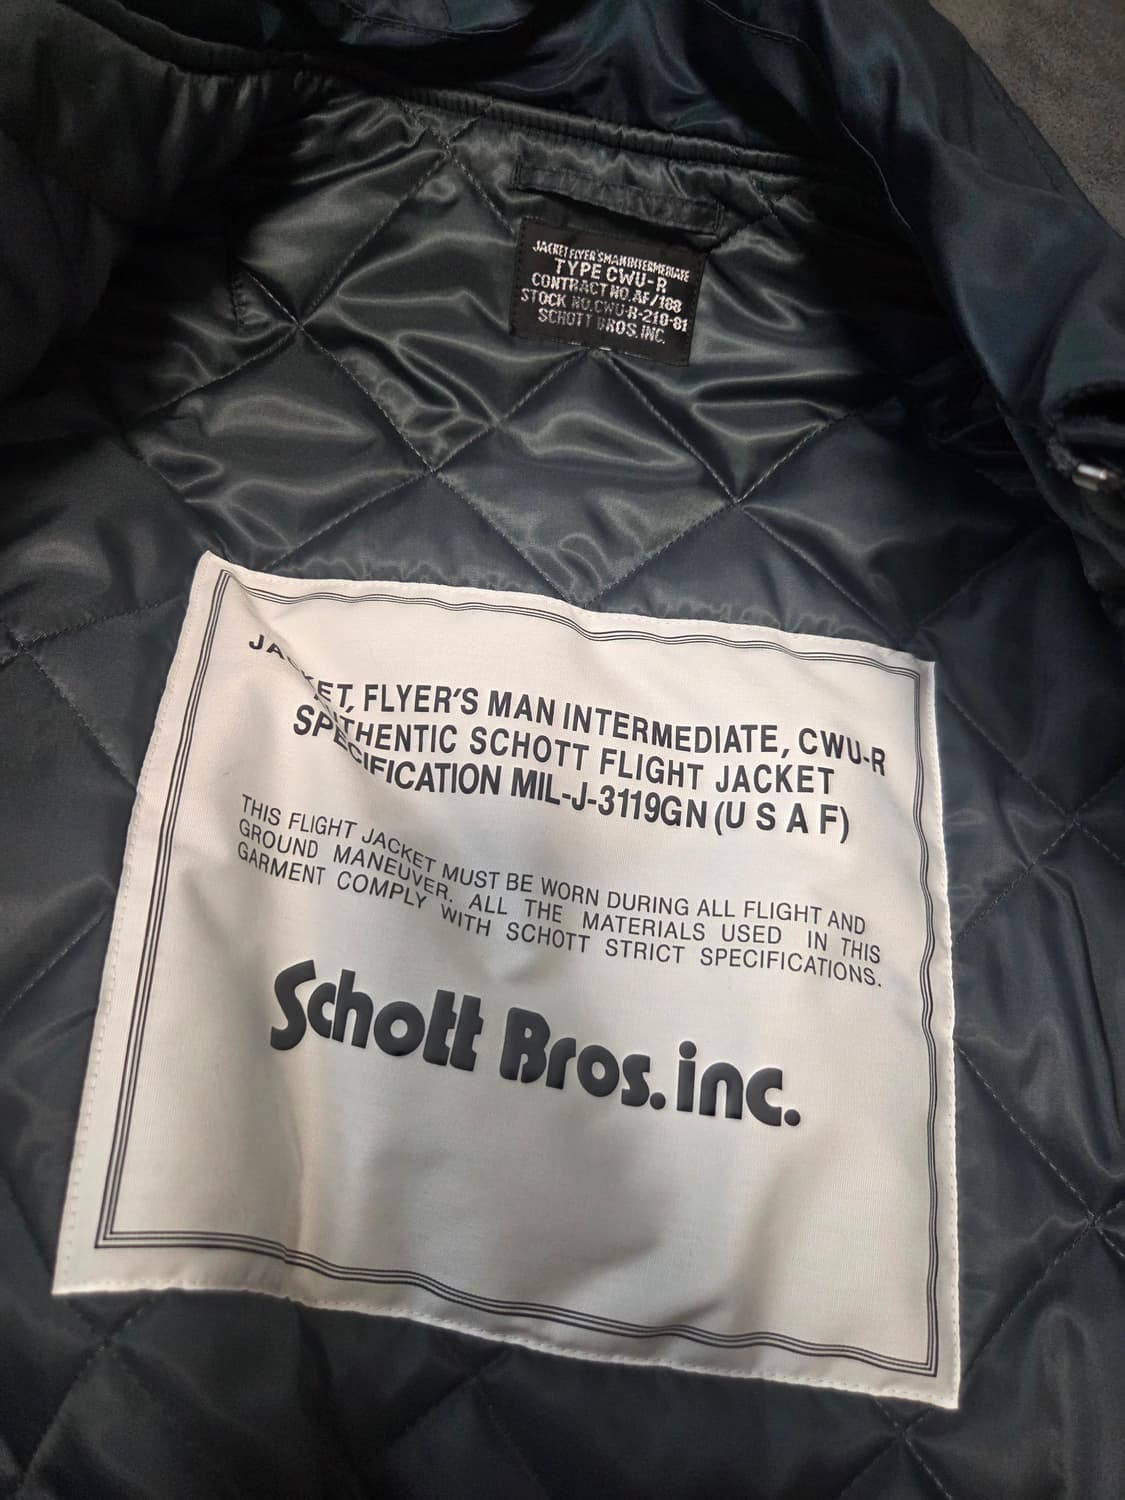 JACKET FLYER'S MAN INTERMEDIATE
TYPE CWU-R
CONTRACT NO. AF/188
STOCK NO. CWU-R-210-81
SCHOTT BROS. INC.
JACKET, FLYER'S MAN INTERMEDIATE, CWU-R
THENTIC SCHOTT FLIGHT JACKET
SPECIFICATION MIL-J-3119GN (U S A F)
THIS FLIGHT JACKET MUST BE WORN DURING ALL FLIGHT AND
GROUND MANEUVER. ALL THE MATERIALS USED IN THIS
GARMENT COMPLY WITH SCHOTT STRICT SPECIFICATIONS.
Schott Bros. inc.